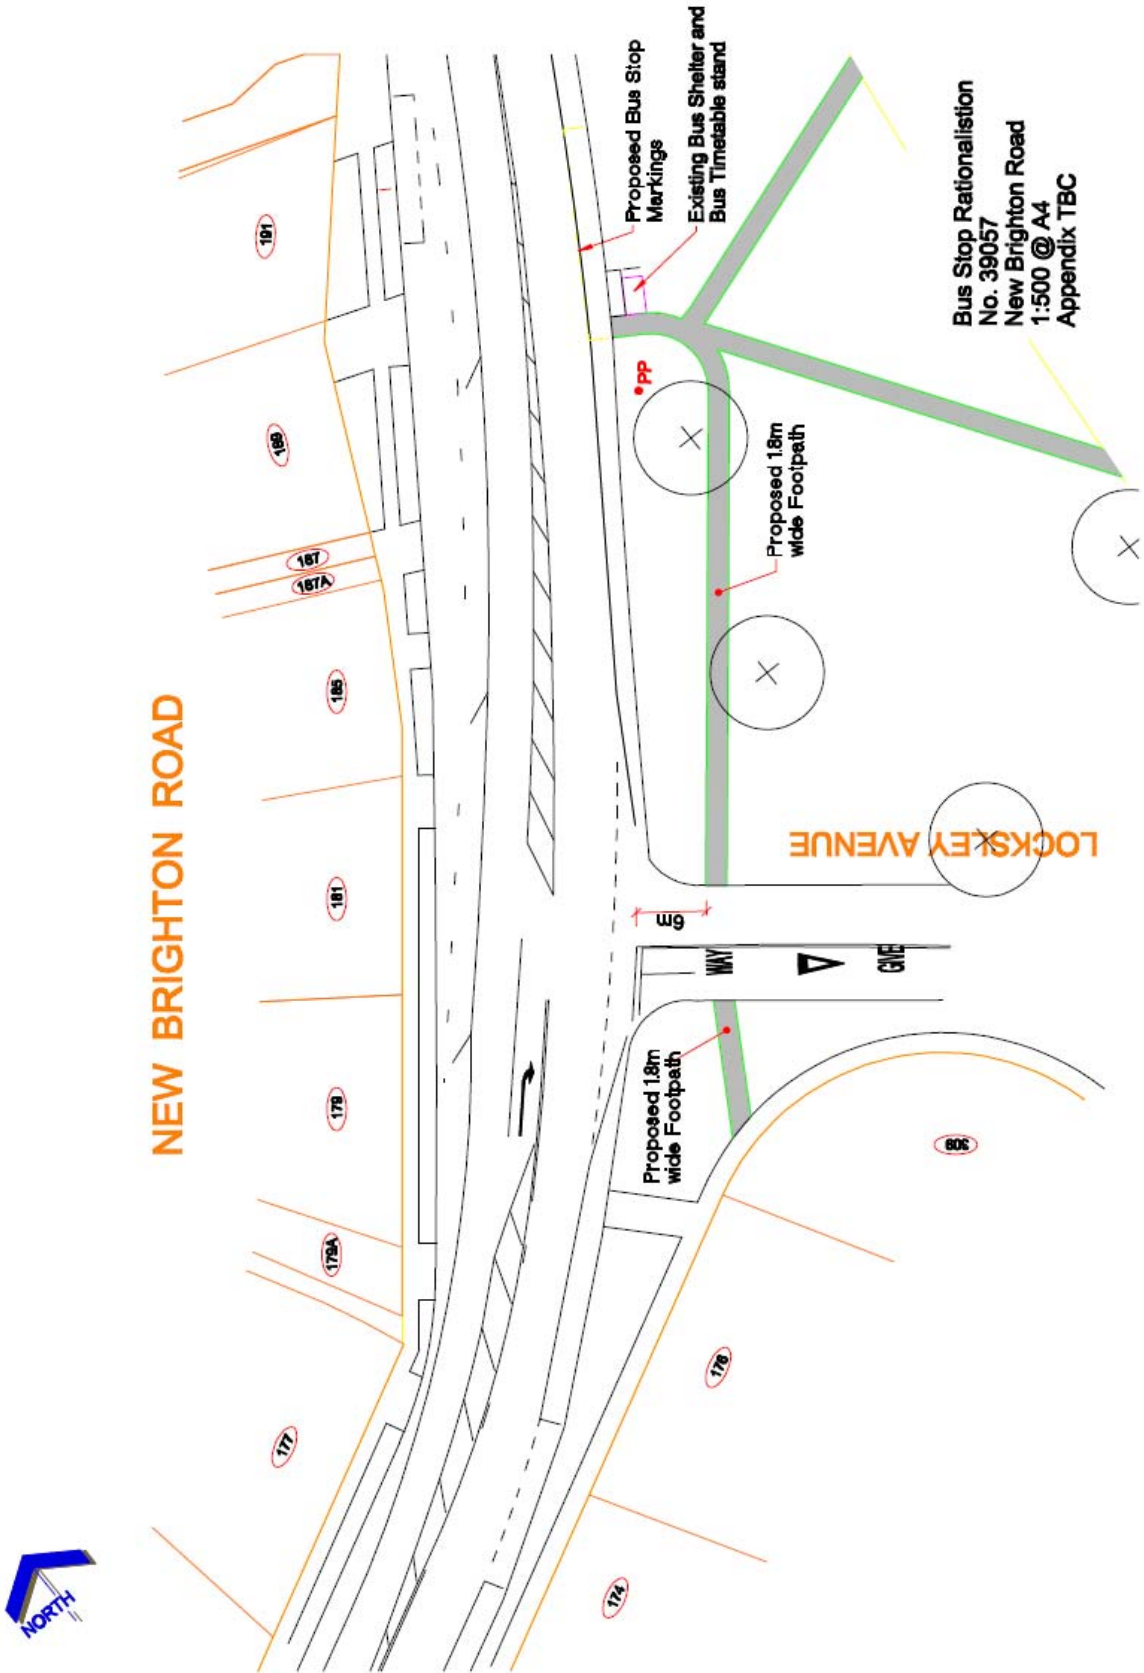 NEW BRIGHTON ROAD
177
179A
179
181
185
187A
187
189
191
Proposed Bus Stop
Markings
Existing Bus Shelter and
Bus Timetable stand
PP
Proposed 1.8m
wide Footpath
Proposed 1.8m
wide Footpath
6m
WAY
GIVE
LOCKSLEY AVENUE
309
176
174
NORTH
Bus Stop Rationalistion
No. 39057
New Brighton Road
1:500 @ A4
Appendix TBC